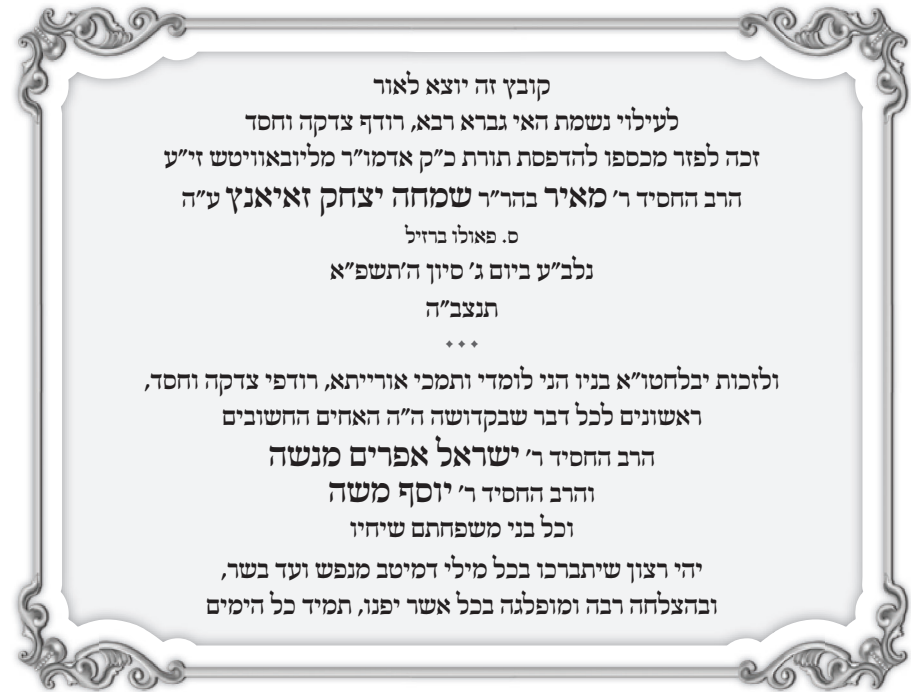 קובץ זה יוצא לאור
לעילוי נשמת האי גברא רבא, רודף צדקה וחסד
זכה לפזר מכספו להדפסת תורת כ"ק אדמו"ר מליובאוויטש זי"ע
הרב החסיד ר' מאיר בהר"ר שמחה יצחק זאיאנץ ע"ה
ס. פאולו ברזיל
נלב"ע ביום ג' סיון ה'תשפ"א
תנצב"ה
ולזכות יבלחטו"א בניו הני לומדי ותמכי אורייתא, רודפי צדקה וחסד,
ראשונים לכל דבר שבקדושה ה"ה האחים החשובים
הרב החסיד ר' ישראל אפרים מנשה
והרב החסיד ר' יוסף משה
וכל בני משפחתם שיחיו
יהי רצון שיתברכו בכל מילי דמיטב מנפש ועד בשר,
ובהצלחה רבה ומופלגה בכל אשר יפנו, תמיד כל הימים